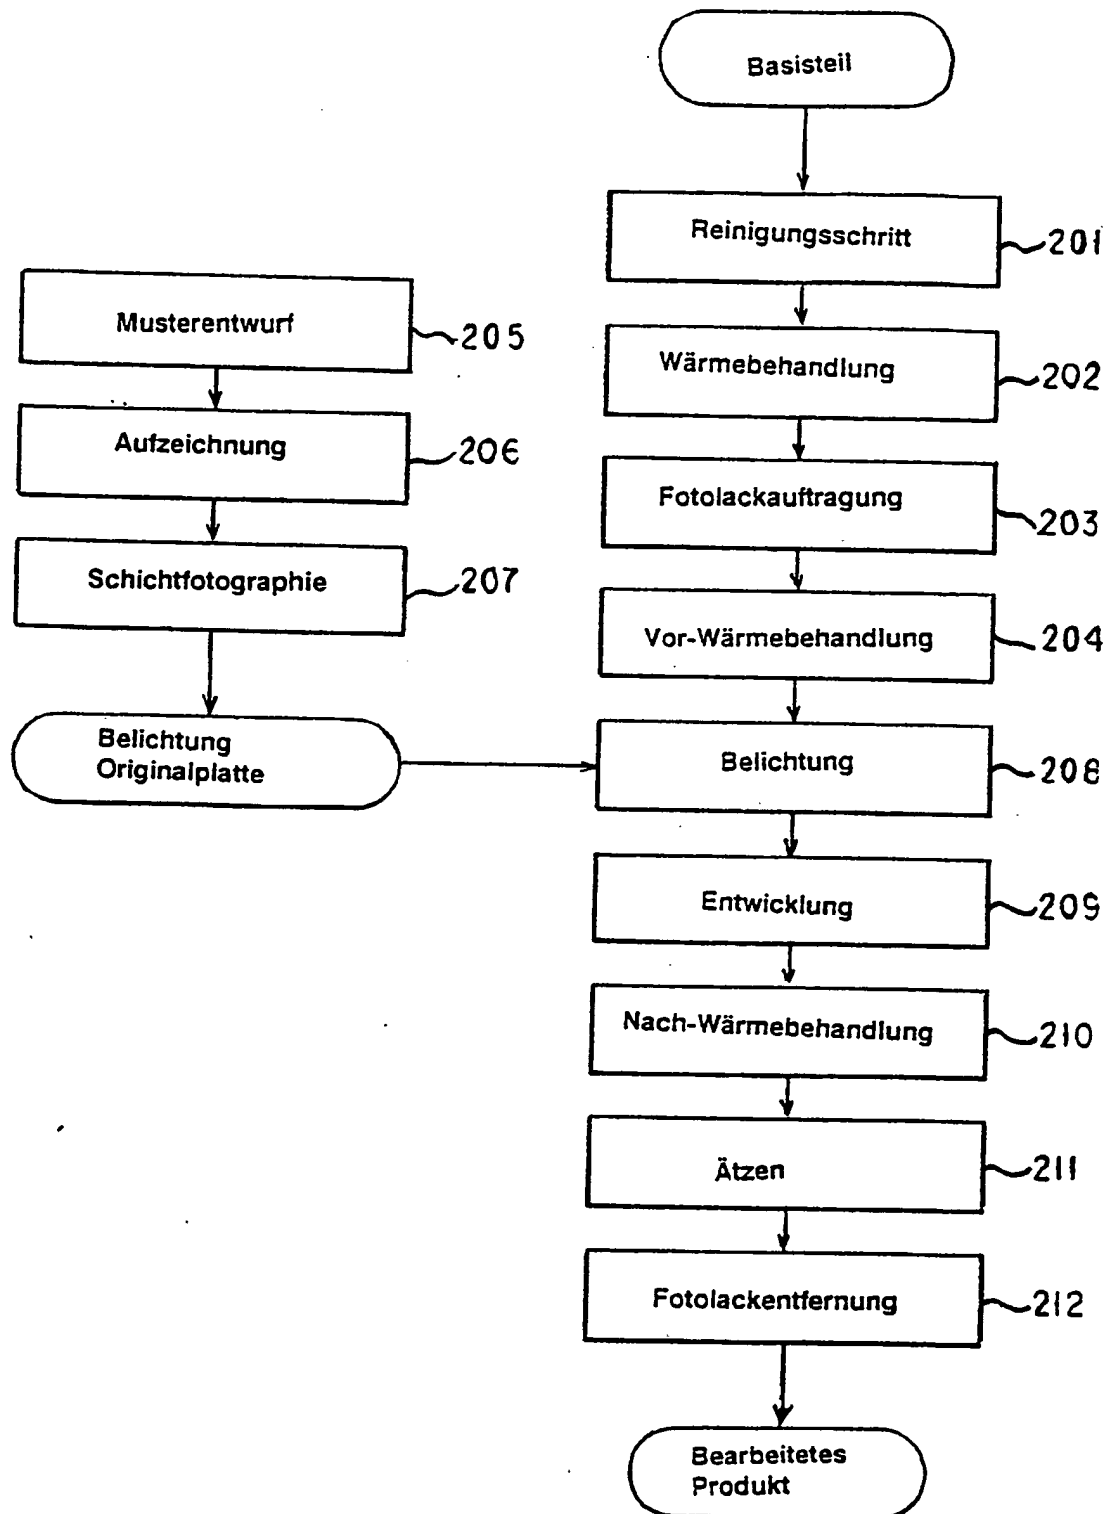 Basisteil
Reinigungsschritt
201
Wärmebehandlung
202
Fotolackauftragung
203
Vor-Wärmebehandlung
204
Musterentwurf
205
Aufzeichnung
206
Schichtfotographie
207
Belichtung
Originalplatte
Belichtung
208
Entwicklung
209
Nach-Wärmebehandlung
210
Ätzen
211
Fotolackentfernung
212
Bearbeitetes
Produkt